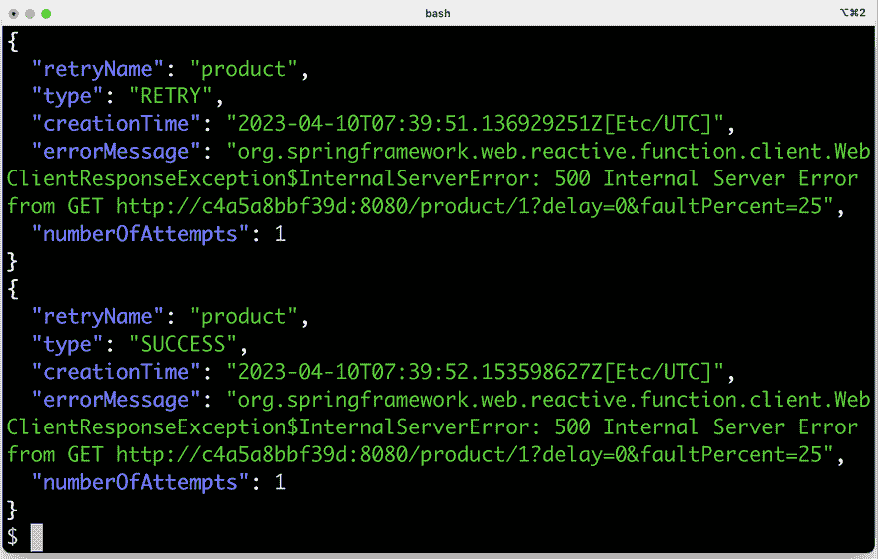 bash
⌥⌘2
{
"retryName": "product",
"type": "RETRY",
"creationTime": "2023-04-10T07:39:51.136929251Z[Etc/UTC]",
"errorMessage": "org.springframework.web.reactive.function.client.Web
ClientResponseException$InternalServerError: 500 Internal Server Error
from GET http://c4a5a8bbf39d:8080/product/1?delay=0&faultPercent=25",
"numberOfAttempts": 1
}
{
"retryName": "product",
"type": "SUCCESS",
"creationTime": "2023-04-10T07:39:52.153598627Z[Etc/UTC]",
"errorMessage": "org.springframework.web.reactive.function.client.Web
ClientResponseException$InternalServerError: 500 Internal Server Error
from GET http://c4a5a8bbf39d:8080/product/1?delay=0&faultPercent=25",
"numberOfAttempts": 1
}
$